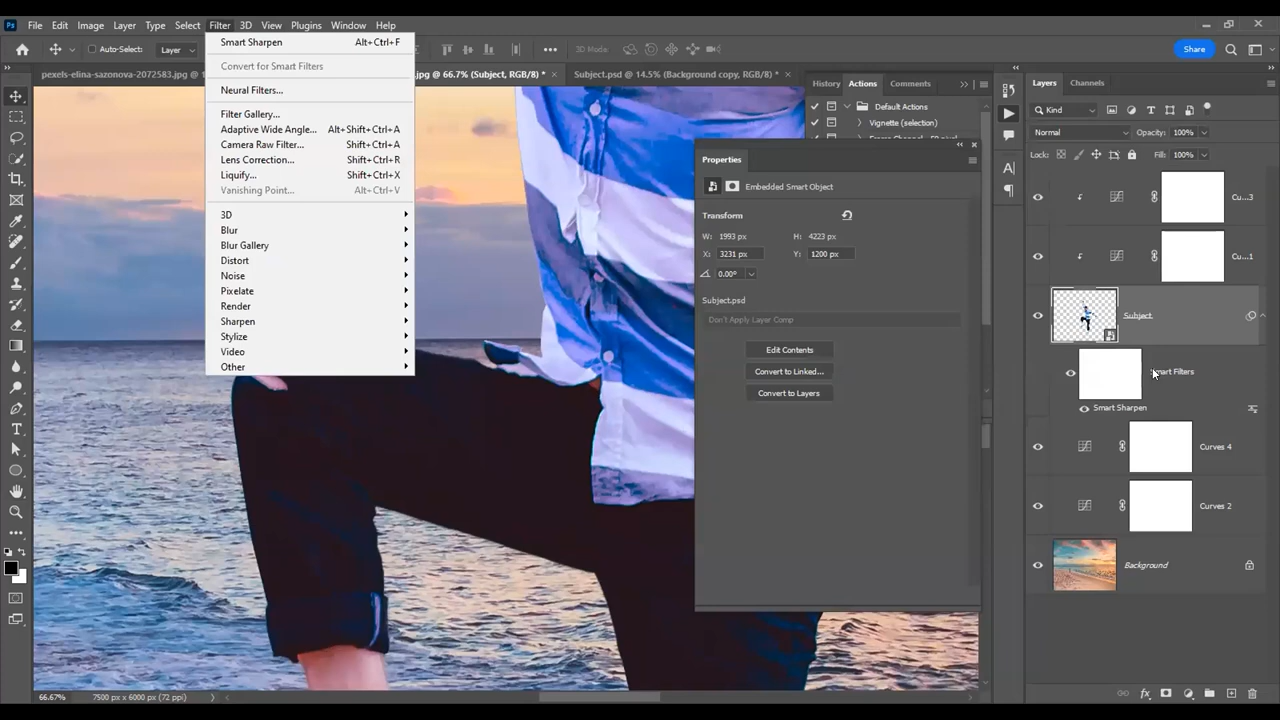 Ps File Edit Image Layer Type Select Filter 3D View Plugins Window Help
Auto-Select: Layer 3D Mode: Share
pexels-elina-sazonova-2072583.jpg @ 1
.jpg @ 66.7% (Subject, RGB/8) * ×
Subject.psd @ 14.5% (Background copy, RGB/8) * ×
Smart Sharpen Alt+Ctrl+F
Convert for Smart Filters
Neural Filters...
Filter Gallery...
Adaptive Wide Angle... Alt+Shift+Ctrl+A
Camera Raw Filter... Shift+Ctrl+A
Lens Correction... Shift+Ctrl+R
Liquify... Shift+Ctrl+X
Vanishing Point... Alt+Ctrl+V
3D
Blur
Blur Gallery
Distort
Noise
Pixelate
Render
Sharpen
Stylize
Video
Other
History Actions Comments
Default Actions
Vignette (selection)
Properties
Embedded Smart Object
Transform
W: 1993 px H: 4223 px
X: 3231 px Y: 1200 px
0.00°
Subject.psd
Don't Apply Layer Comp
Edit Contents
Convert to Linked...
Convert to Layers
A
Layers Channels
Kind
Normal Opacity: 100%
Lock: Fill: 100%
Cu...3
Cu...1
Subject
Smart Filters
Smart Sharpen
Curves 4
Curves 2
Background
fx
66.67% 7500 px x 6000 px (72 ppi)